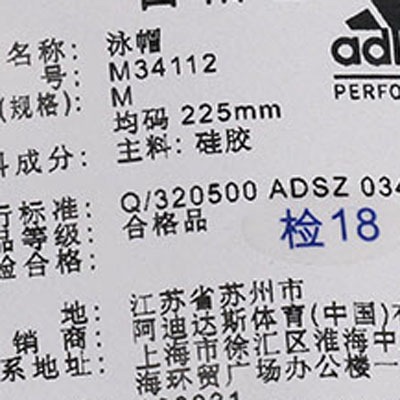 名称： 泳帽
号： M34112
(规格)： M
均码 225mm
料成分： 主料：硅胶
行标准： Q/320500 ADSZ 034
品等级： 合格品
检合格： 检18
地： 江苏省苏州市
销商： 阿迪达斯体育(中国)有
系地址： 上海市徐汇区淮海中
海环贸广场办公楼一
adi
PERFO